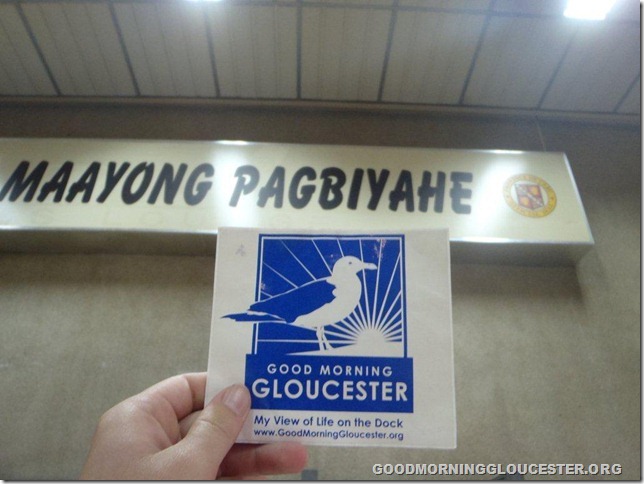 MAAYONG PAGBIYAHE
GOOD MORNING
GLOUCESTER
My View of Life on the Dock
www.GoodMorningGloucester.org
GOODMORNINGGLOUCESTER.ORG